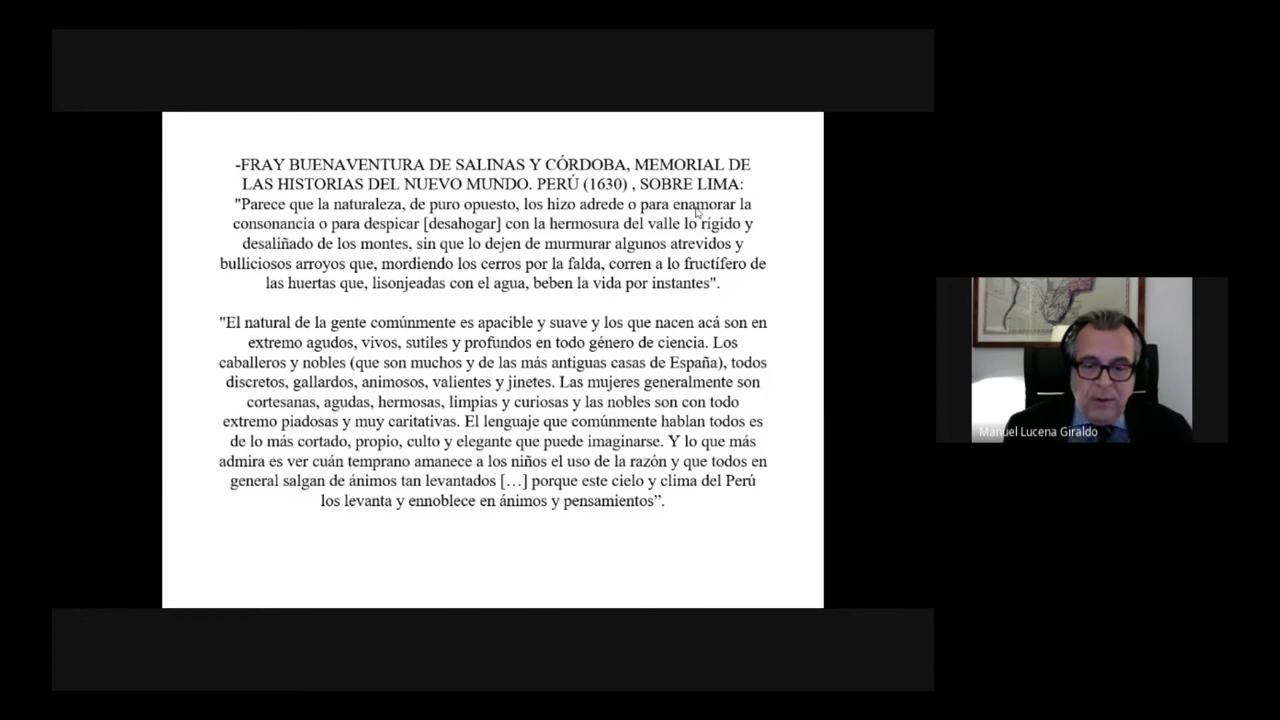 -FRAY BUENAVENTURA DE SALINAS Y CÓRDOBA, MEMORIAL DE
LAS HISTORIAS DEL NUEVO MUNDO. PERÚ (1630) , SOBRE LIMA:
"Parece que la naturaleza, de puro opuesto, los hizo adrede o para enamorar la
consonancia o para despicar [desahogar] con la hermosura del valle lo rígido y
desaliñado de los montes, sin que lo dejen de murmurar algunos atrevidos y
bulliciosos arroyos que, mordiendo los cerros por la falda, corren a lo fructífero de
las huertas que, lisonjeadas con el agua, beben la vida por instantes".
"El natural de la gente comúnmente es apacible y suave y los que nacen acá son en
extremo agudos, vivos, sutiles y profundos en todo género de ciencia. Los
caballeros y nobles (que son muchos y de las más antiguas casas de España), todos
discretos, gallardos, animosos, valientes y jinetes. Las mujeres generalmente son
cortesanas, agudas, hermosas, limpias y curiosas y las nobles son con todo
extremo piadosas y muy caritativas. El lenguaje que comúnmente hablan todos es
de lo más cortado, propio, culto y elegante que puede imaginarse. Y lo que más
admira es ver cuán temprano amanece a los niños el uso de la razón y que todos en
general salgan de ánimos tan levantados […] porque este cielo y clima del Perú
los levanta y ennoblece en ánimos y pensamientos”.
Manuel Lucena Giraldo